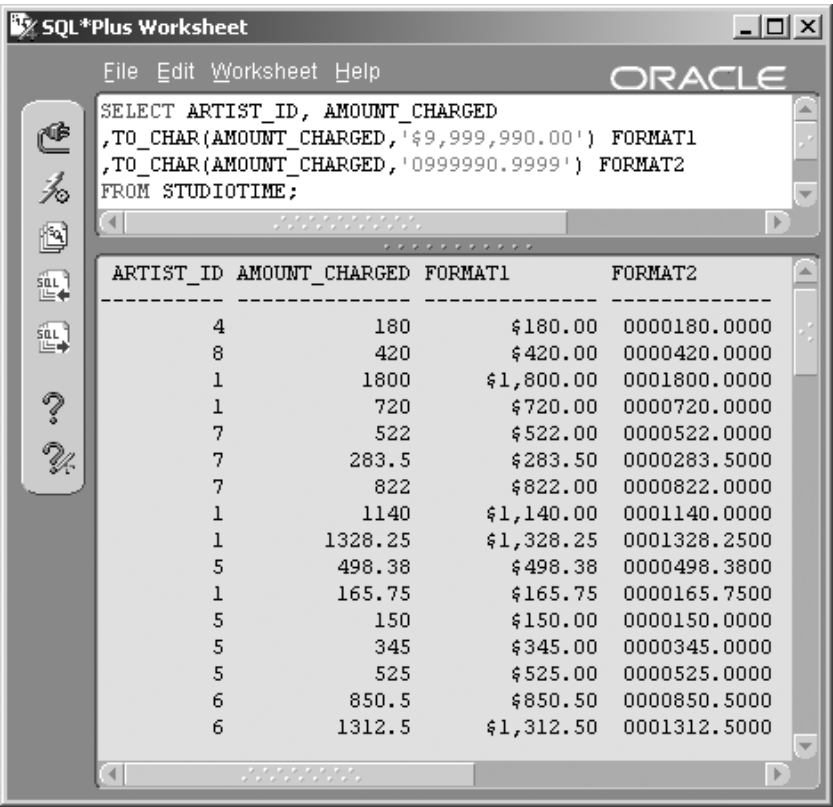 SQL*Plus Worksheet
File Edit Worksheet Help
ORACLE
SELECT ARTIST_ID, AMOUNT_CHARGED
,TO_CHAR(AMOUNT_CHARGED,'$9,999,990.00') FORMAT1
,TO_CHAR(AMOUNT_CHARGED,'0999990.9999') FORMAT2
FROM STUDIOTIME;
ARTIST_ID AMOUNT_CHARGED FORMAT1 FORMAT2
---------- -------------- -------------- -------------
4 180 $180.00 0000180.0000
8 420 $420.00 0000420.0000
1 1800 $1,800.00 0001800.0000
1 720 $720.00 0000720.0000
7 522 $522.00 0000522.0000
7 283.5 $283.50 0000283.5000
7 822 $822.00 0000822.0000
1 1140 $1,140.00 0001140.0000
1 1328.25 $1,328.25 0001328.2500
5 498.38 $498.38 0000498.3800
1 165.75 $165.75 0000165.7500
5 150 $150.00 0000150.0000
5 345 $345.00 0000345.0000
5 525 $525.00 0000525.0000
6 850.5 $850.50 0000850.5000
6 1312.5 $1,312.50 0001312.5000
SQL
SQL